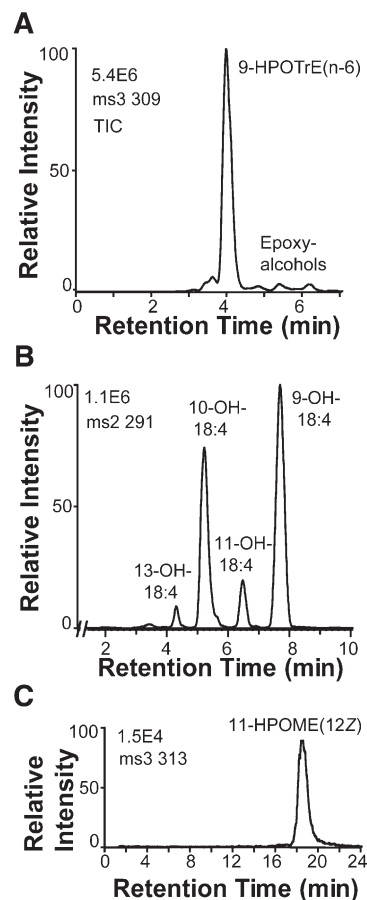 A
100
5.4E6
ms3 309
TIC
9-HPOTrE(n-6)
50
Epoxy-
alcohols
0
0 2 4 6
Relative Intensity
Retention Time (min)
B
100
1.1E6
ms2 291
10-OH-
18:4
9-OH-
18:4
50
11-OH-
18:4
13-OH-
18:4
0
2 4 6 8 10
Relative Intensity
Retention Time (min)
C
100
1.5E4
ms3 313
11-HPOME(12Z)
50
0
0 4 8 12 16 20 24
Relative
Intensity
Retention Time (min)